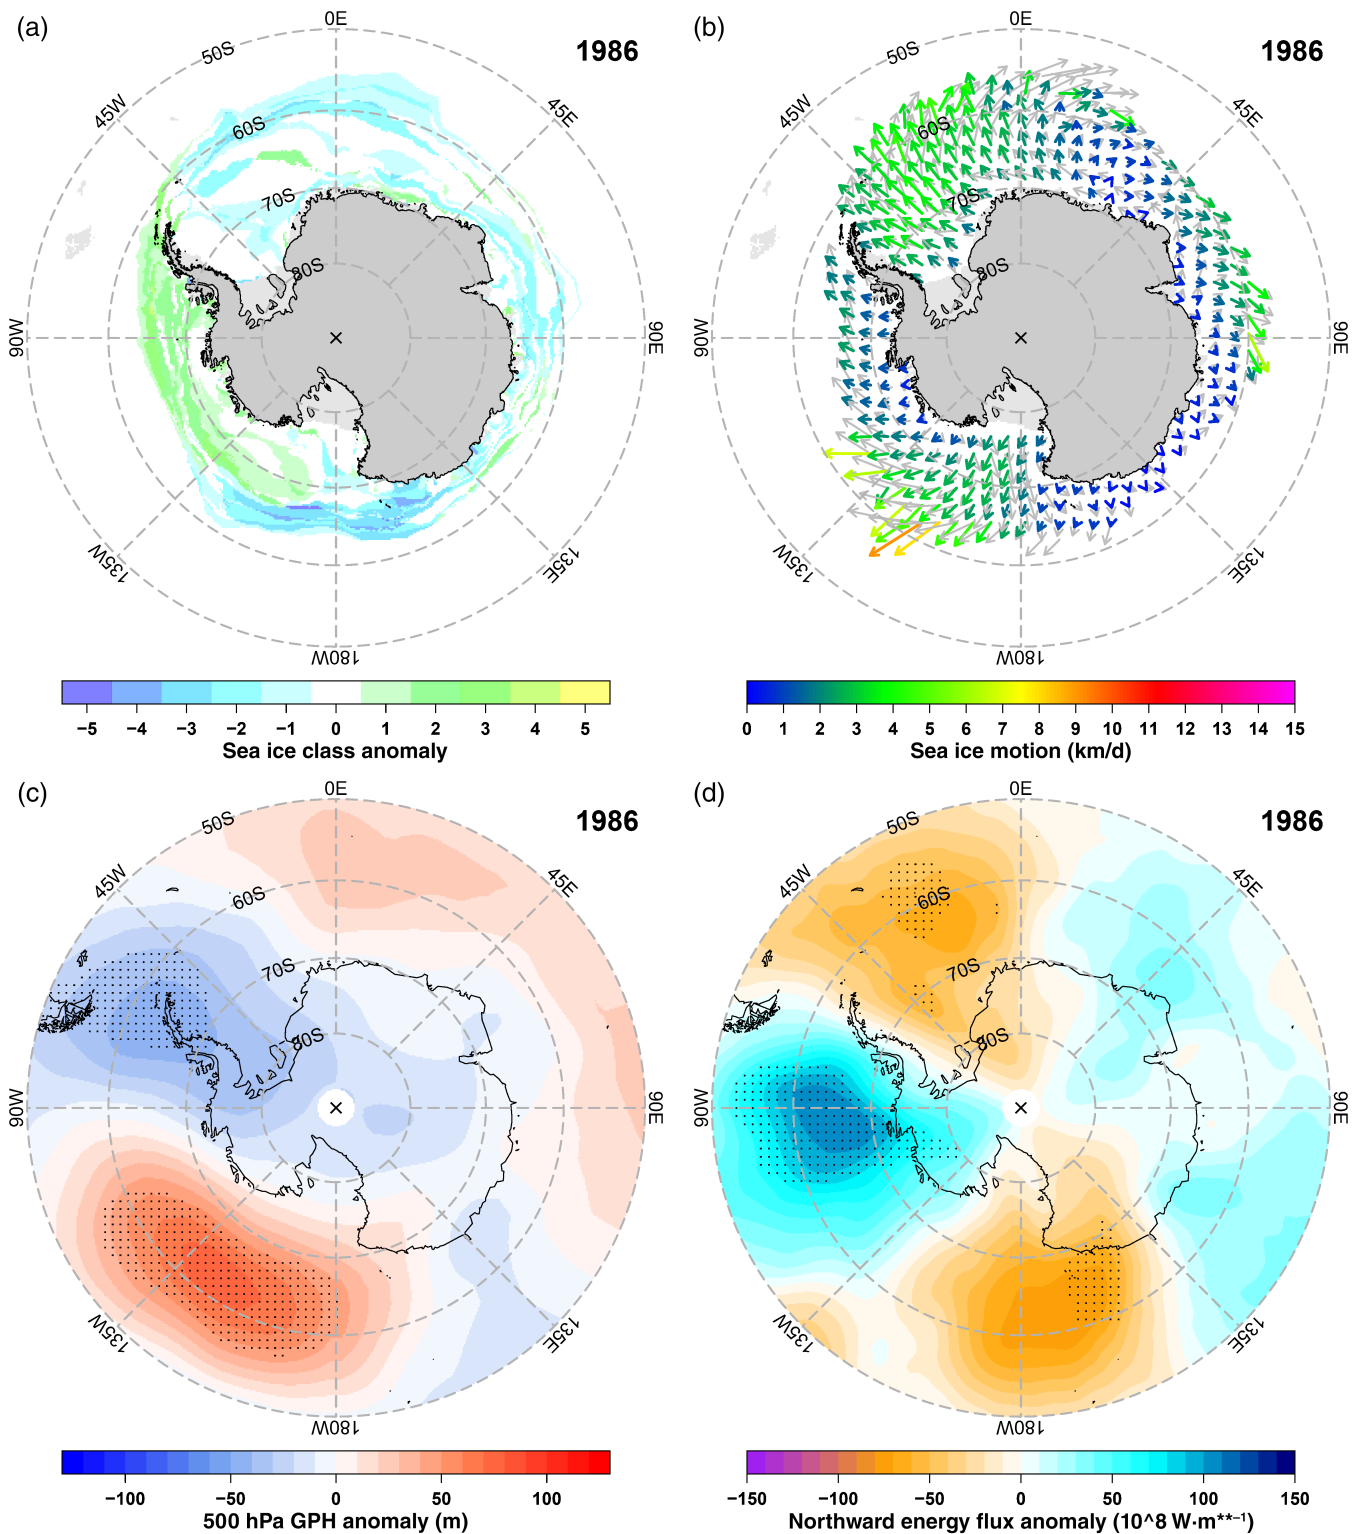 (a)
1986
0E
45E
90E
135E
180W
135W
90W
45W
50S
60S
70S
80S
−5 −4 −3 −2 −1 0 1 2 3 4 5
Sea ice class anomaly
(b)
1986
0E
45E
90E
135E
180W
135W
90W
45W
50S
60S
70S
80S
0 1 2 3 4 5 6 7 8 9 10 11 12 13 14 15
Sea ice motion (km/d)
(c)
1986
0E
45E
90E
135E
180W
135W
90W
45W
50S
60S
70S
80S
−100 −50 0 50 100
500 hPa GPH anomaly (m)
(d)
1986
0E
45E
90E
135E
180W
135W
90W
45W
50S
60S
70S
80S
−150 −100 −50 0 50 100 150
Northward energy flux anomaly (10^8 W·m**⁻¹)